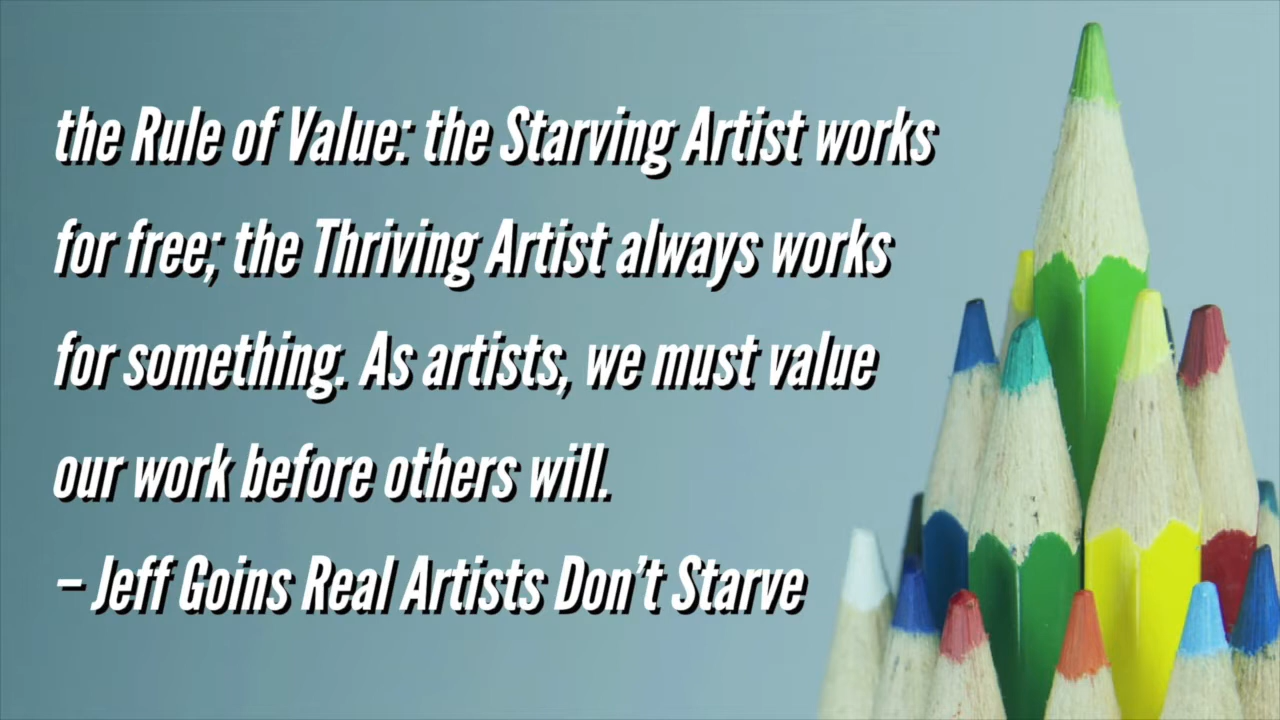 the Rule of Value: the Starving Artist works
for free; the Thriving Artist always works
for something. As artists, we must value
our work before others will.
– Jeff Goins Real Artists Don’t Starve